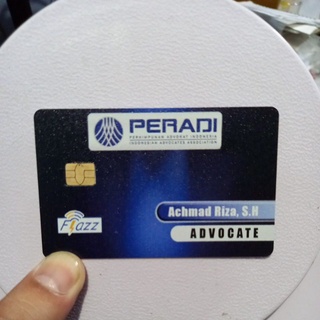 PERADI
PERHIMPUNAN ADVOKAT INDONESIA
INDONESIAN ADVOCATES ASSOCIATION
Flazz
Achmad Riza, S.H
ADVOCATE